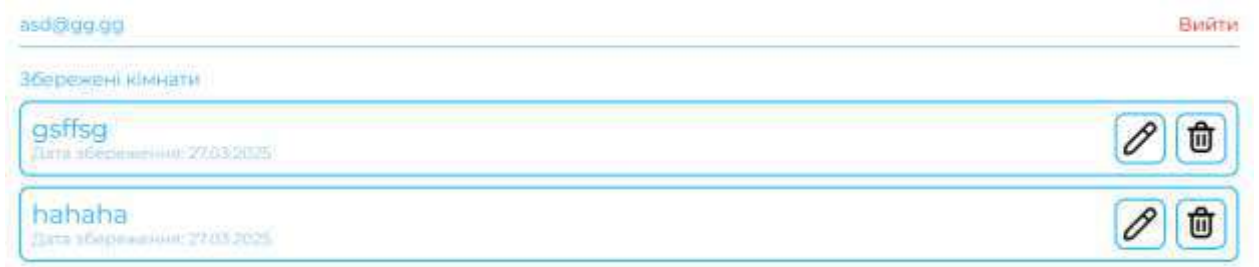 asd@gg.gg
Вийти
Збережені кімнати
gsffsg
Дата збереження: 27.03.2025
hahaha
Дата збереження: 27.03.2025